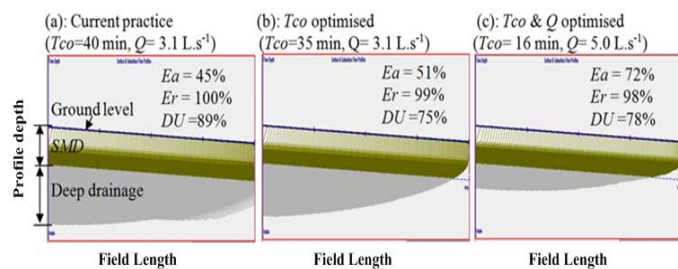 (a): Current practice
(Tco=40 min, Q= 3.1 L.s⁻¹)
Ea = 45%
Er = 100%
DU =89%
Ground level
SMD
Deep drainage
Profile depth
Field Length
(b): Tco optimised
(Tco=35 min, Q= 3.1 L.s⁻¹)
Ea = 51%
Er = 99%
DU = 75%
Field Length
(c): Tco & Q optimised
(Tco= 16 min, Q= 5.0 L.s⁻¹)
Ea = 72%
Er = 98%
DU = 78%
Field Length